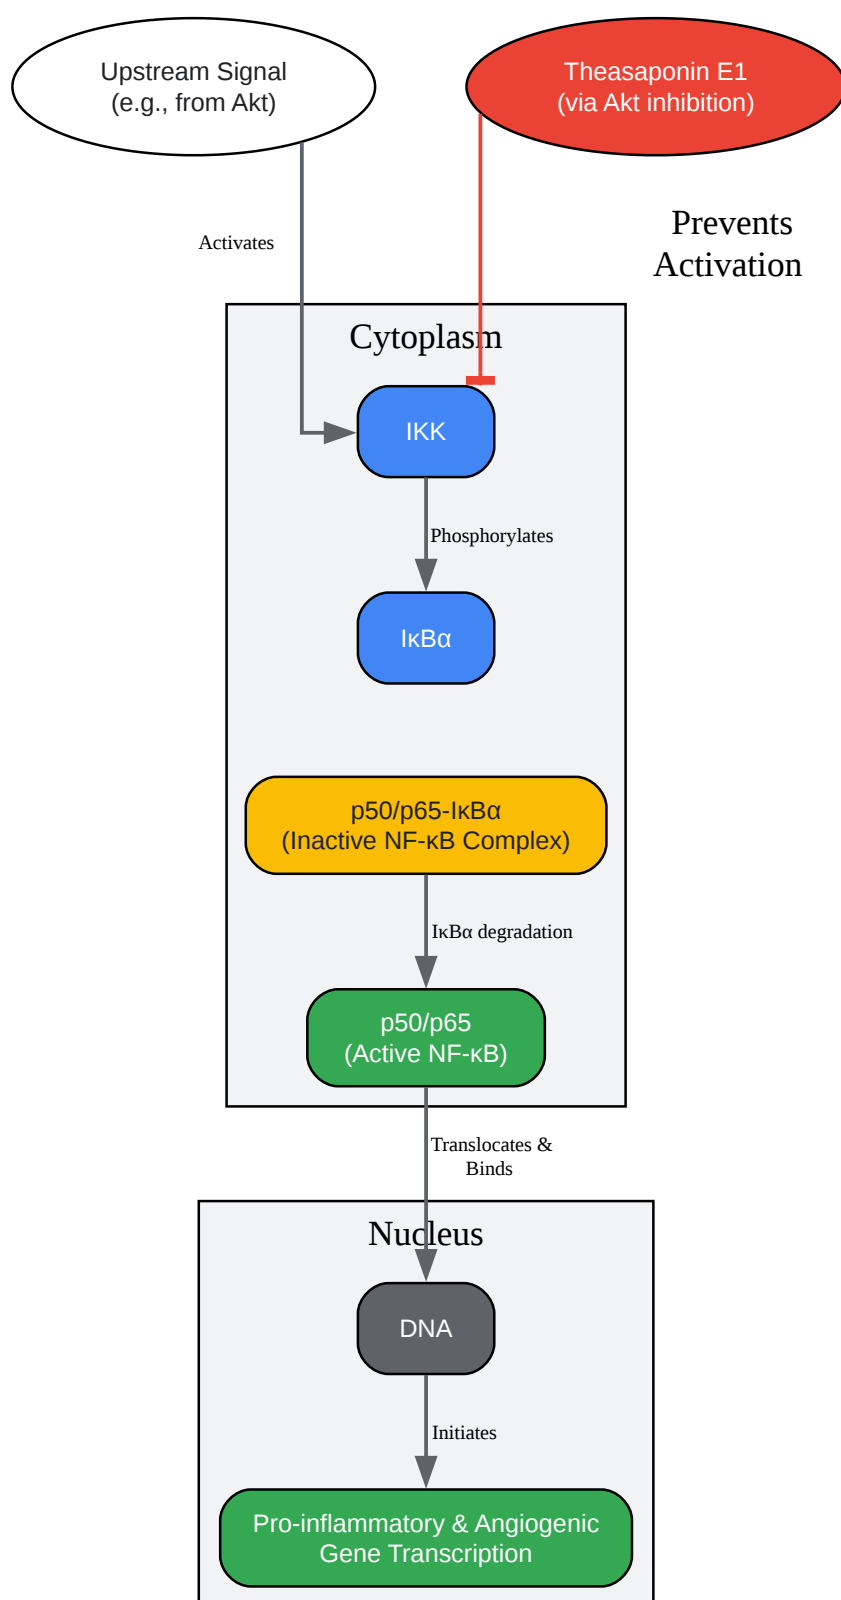 Upstream Signal
(e.g., from Akt)
Theasaponin E1
(via Akt inhibition)
Activates
Prevents
Activation
Cytoplasm
IKK
Phosphorylates
IκBα
p50/p65-IκBα
(Inactive NF-κB Complex)
IκBα degradation
p50/p65
(Active NF-κB)
Translocates &
Binds
Nucleus
DNA
Initiates
Pro-inflammatory & Angiogenic
Gene Transcription